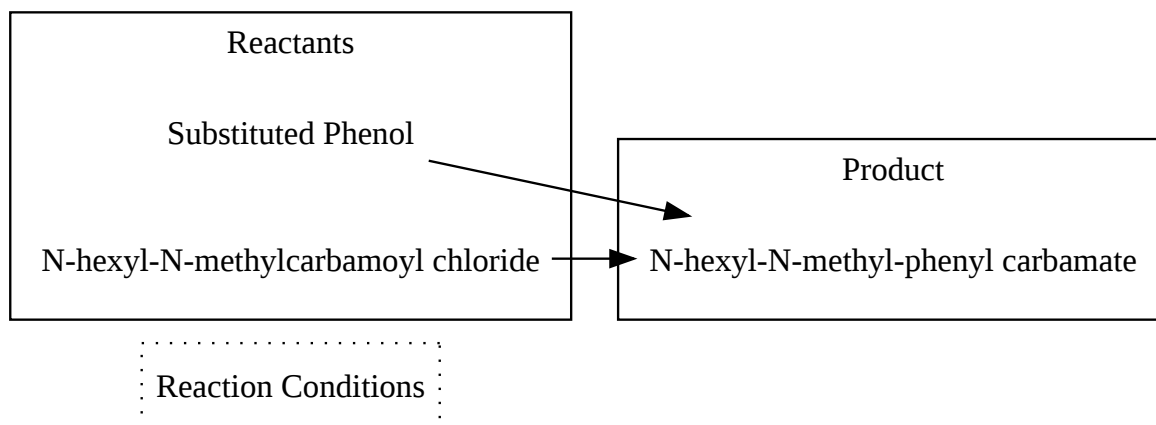 Reactants
Substituted Phenol
N-hexyl-N-methylcarbamoyl chloride
Product
N-hexyl-N-methyl-phenyl carbamate
Reaction Conditions